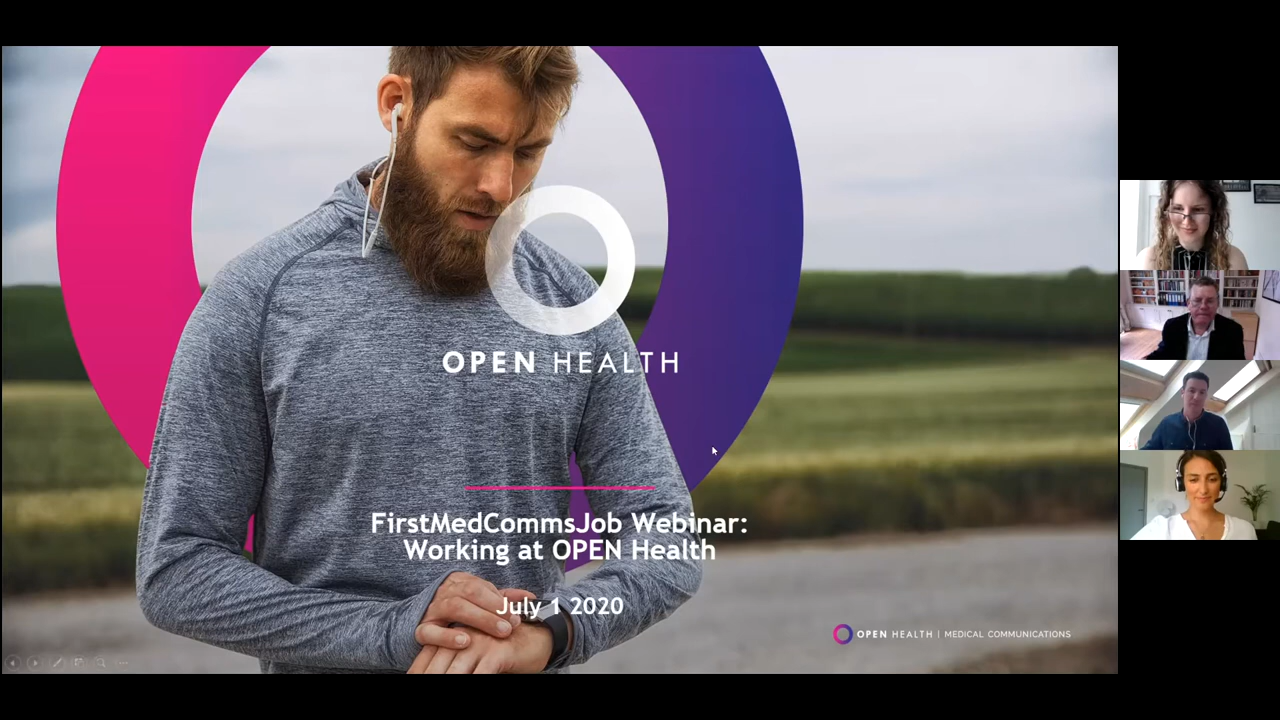 OPEN HEALTH
FirstMedCommsJob Webinar:
Working at OPEN Health
July 1 2020
OPEN HEALTH | MEDICAL COMMUNICATIONS